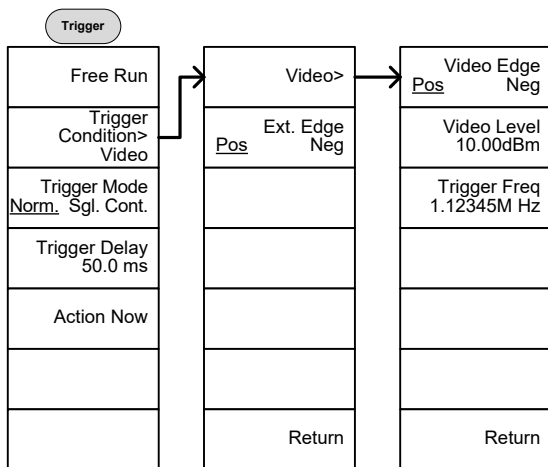 Trigger
Free Run
Trigger
Condition>
Video
Trigger Mode
Norm. Sgl. Cont.
Trigger Delay
50.0 ms
Action Now
Video>
Ext. Edge
Pos Neg
Return
Video Edge
Pos Neg
Video Level
10.00dBm
Trigger Freq
1.12345M Hz
Return